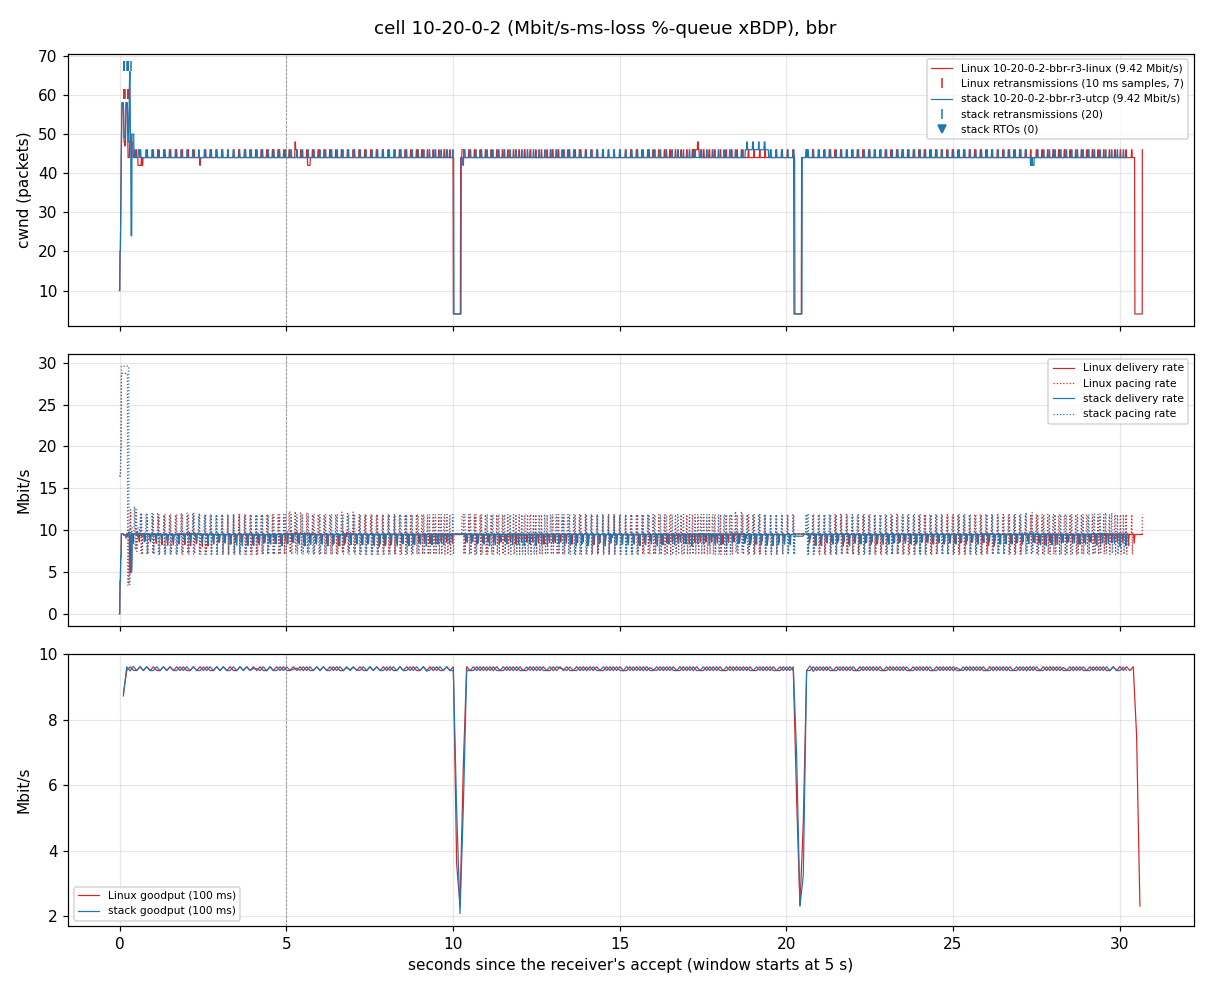 cell 10-20-0-2 (Mbit/s-ms-loss %-queue xBDP), bbr
70
60
50
40
30
20
10
cwnd (packets)
Linux 10-20-0-2-bbr-r3-linux (9.42 Mbit/s)
Linux retransmissions (10 ms samples, 7)
stack 10-20-0-2-bbr-r3-utcp (9.42 Mbit/s)
stack retransmissions (20)
stack RTOs (0)
30
25
20
15
10
5
0
Mbit/s
Linux delivery rate
Linux pacing rate
stack delivery rate
stack pacing rate
10
8
6
4
2
Mbit/s
Linux goodput (100 ms)
stack goodput (100 ms)
0
5
10
15
20
25
30
seconds since the receiver's accept (window starts at 5 s)